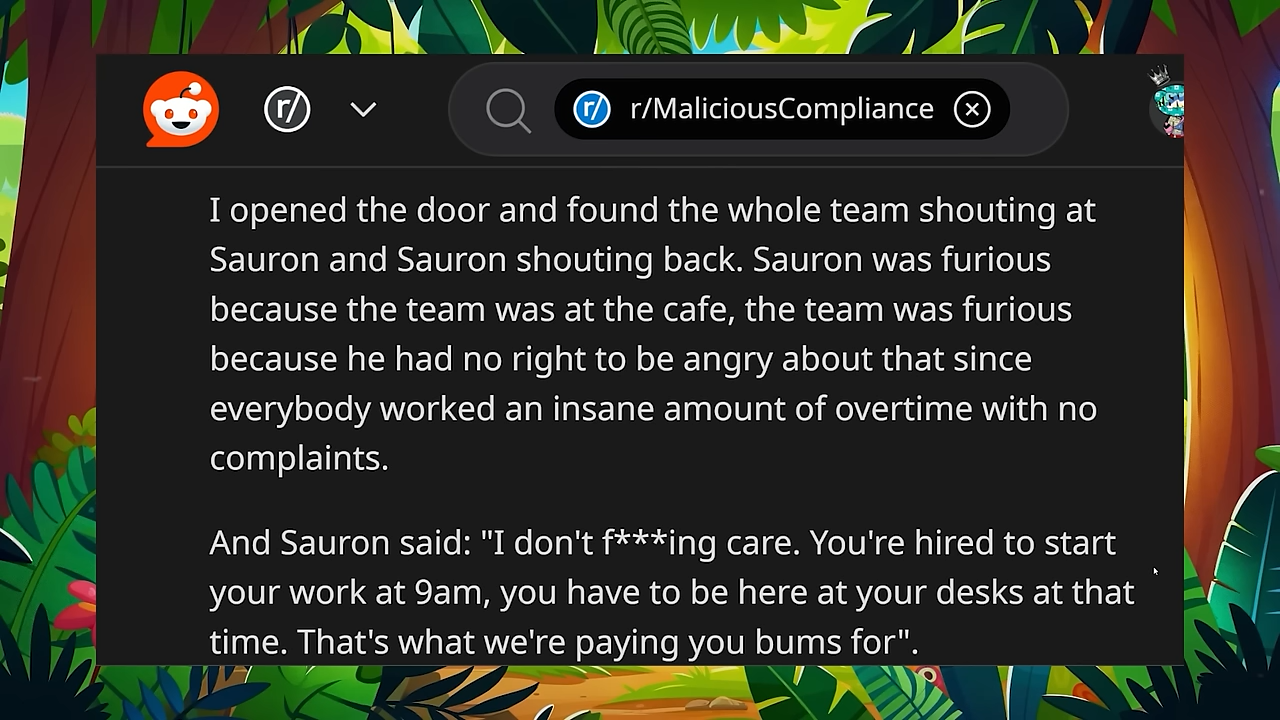 r/
r/ r/MaliciousCompliance
I opened the door and found the whole team shouting at
Sauron and Sauron shouting back. Sauron was furious
because the team was at the cafe, the team was furious
because he had no right to be angry about that since
everybody worked an insane amount of overtime with no
complaints.
And Sauron said: "I don't f***ing care. You're hired to start
your work at 9am, you have to be here at your desks at that
time. That's what we're paying you bums for".